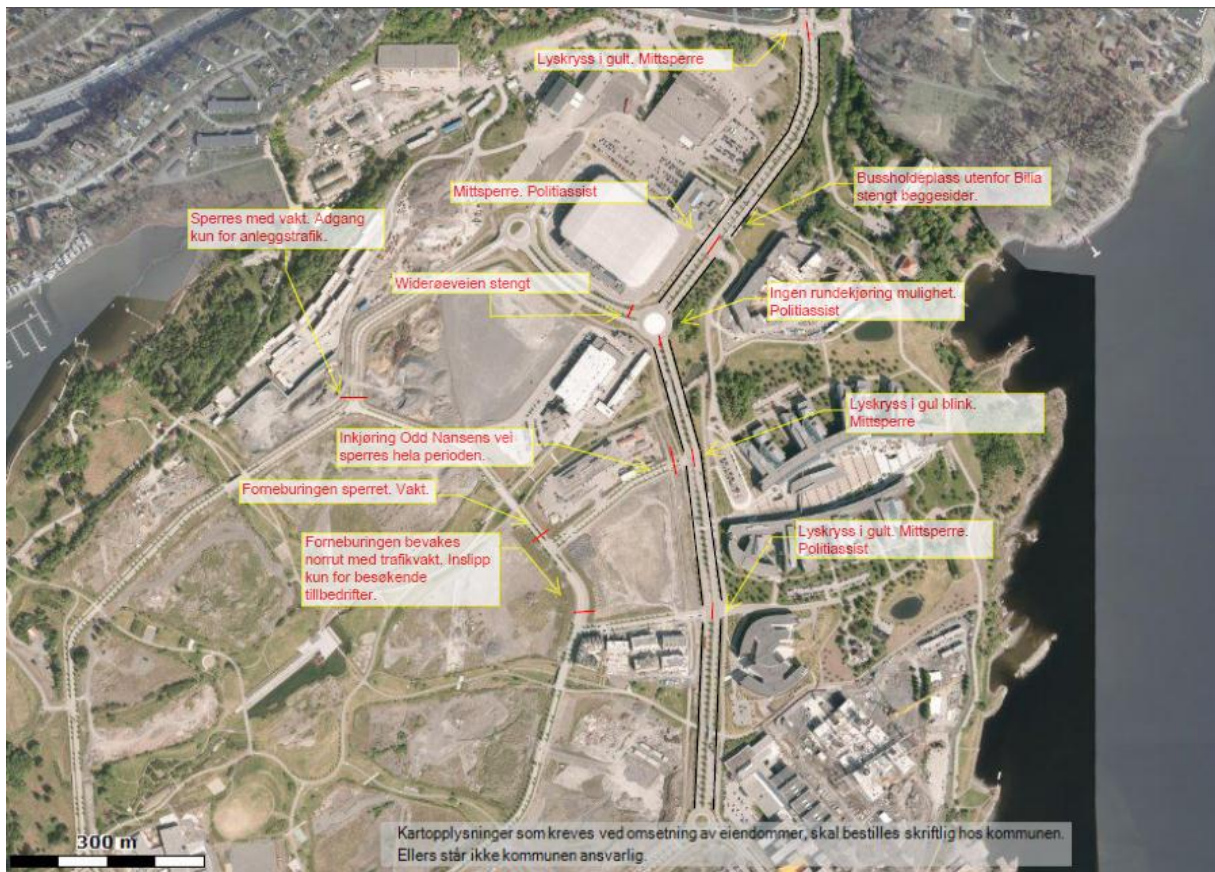 Lyskryss i gult. Mittsperre
Mittsperre. Politiassist
Bussholdeplass utenfor Bilia
stengt beggesider.
Sperres med vakt. Adgang
kun for anleggstrafik.
Widerøeveien stengt
Ingen rundekjøring mulighet.
Politiassist
Lyskryss i gul blink.
Mittsperre
Inkjøring Odd Nansens vei
sperres hela perioden.
Forneburingen sperret. Vakt.
Forneburingen bevakes
norrut med trafikvakt. Inslipp
kun for besøkende
tillbedrifter.
Lyskryss i gult. Mittsperre.
Politiassist
300 m
Kartopplysninger som kreves ved omsetning av eiendommer, skal bestilles skriftlig hos kommunen.
Ellers står ikke kommunen ansvarlig.